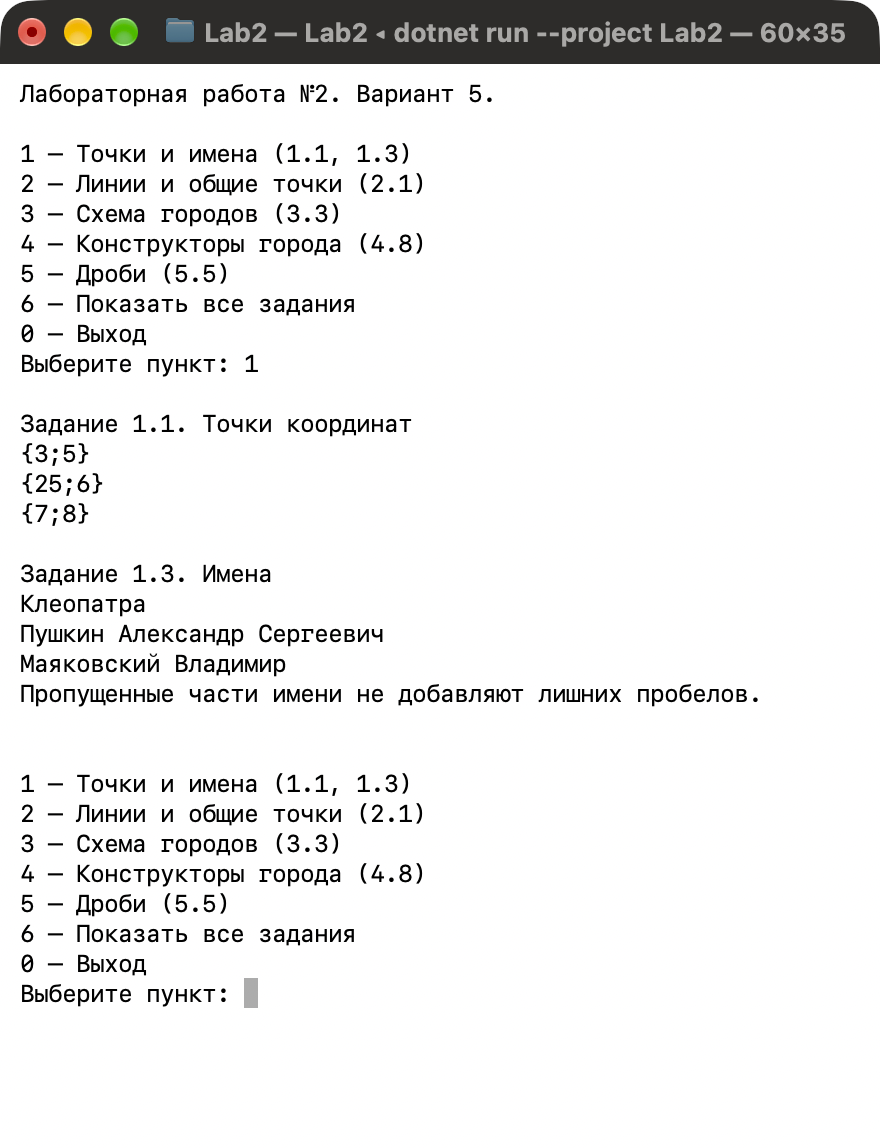 Lab2 — Lab2 ◂ dotnet run --project Lab2 — 60×35
Лабораторная работа №2. Вариант 5.
1 — Точки и имена (1.1, 1.3)
2 — Линии и общие точки (2.1)
3 — Схема городов (3.3)
4 — Конструкторы города (4.8)
5 — Дроби (5.5)
6 — Показать все задания
0 — Выход
Выберите пункт: 1
Задание 1.1. Точки координат
{3;5}
{25;6}
{7;8}
Задание 1.3. Имена
Клеопатра
Пушкин Александр Сергеевич
Маяковский Владимир
Пропущенные части имени не добавляют лишних пробелов.
1 — Точки и имена (1.1, 1.3)
2 — Линии и общие точки (2.1)
3 — Схема городов (3.3)
4 — Конструкторы города (4.8)
5 — Дроби (5.5)
6 — Показать все задания
0 — Выход
Выберите пункт: